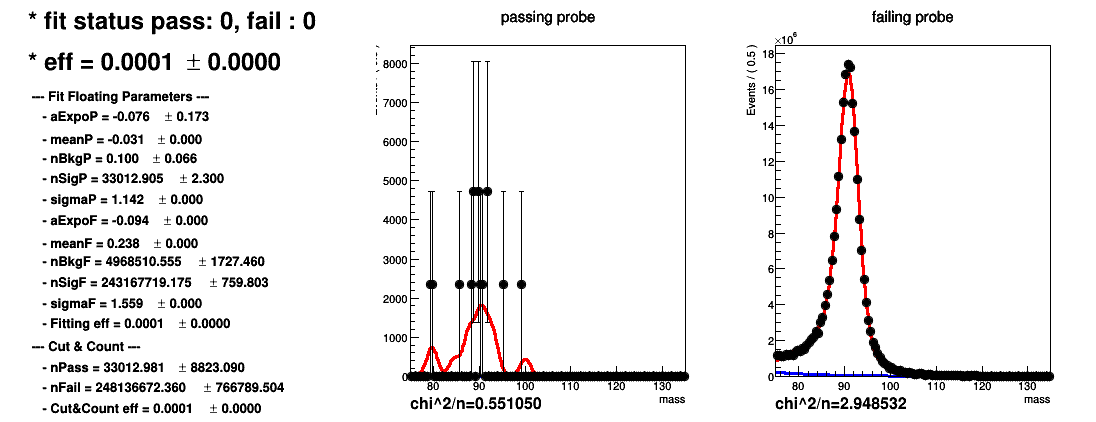 * fit status pass: 0, fail : 0
* eff = 0.0001 ± 0.0000
--- Fit Floating Parameters ---
- aExpoP = -0.076 ± 0.173
- meanP = -0.031 ± 0.000
- nBkgP = 0.100 ± 0.066
- nSigP = 33012.905 ± 2.300
- sigmaP = 1.142 ± 0.000
- aExpoF = -0.094 ± 0.000
- meanF = 0.238 ± 0.000
- nBkgF = 4968510.555 ± 1727.460
- nSigF = 243167719.175 ± 759.803
- sigmaF = 1.559 ± 0.000
- Fitting eff = 0.0001 ± 0.0000
--- Cut & Count ---
- nPass = 33012.981 ± 8823.090
- nFail = 248136672.360 ± 766789.504
- Cut&Count eff = 0.0001 ± 0.0000
passing probe
8000
7000
6000
5000
4000
3000
2000
1000
0
80 90 100 110 120 130
mass
chi^2/n=0.551050
failing probe
×10⁶
Events / ( 0.5 )
18
16
14
12
10
8
6
4
2
0
80 90 100 110 120 130
mass
chi^2/n=2.948532